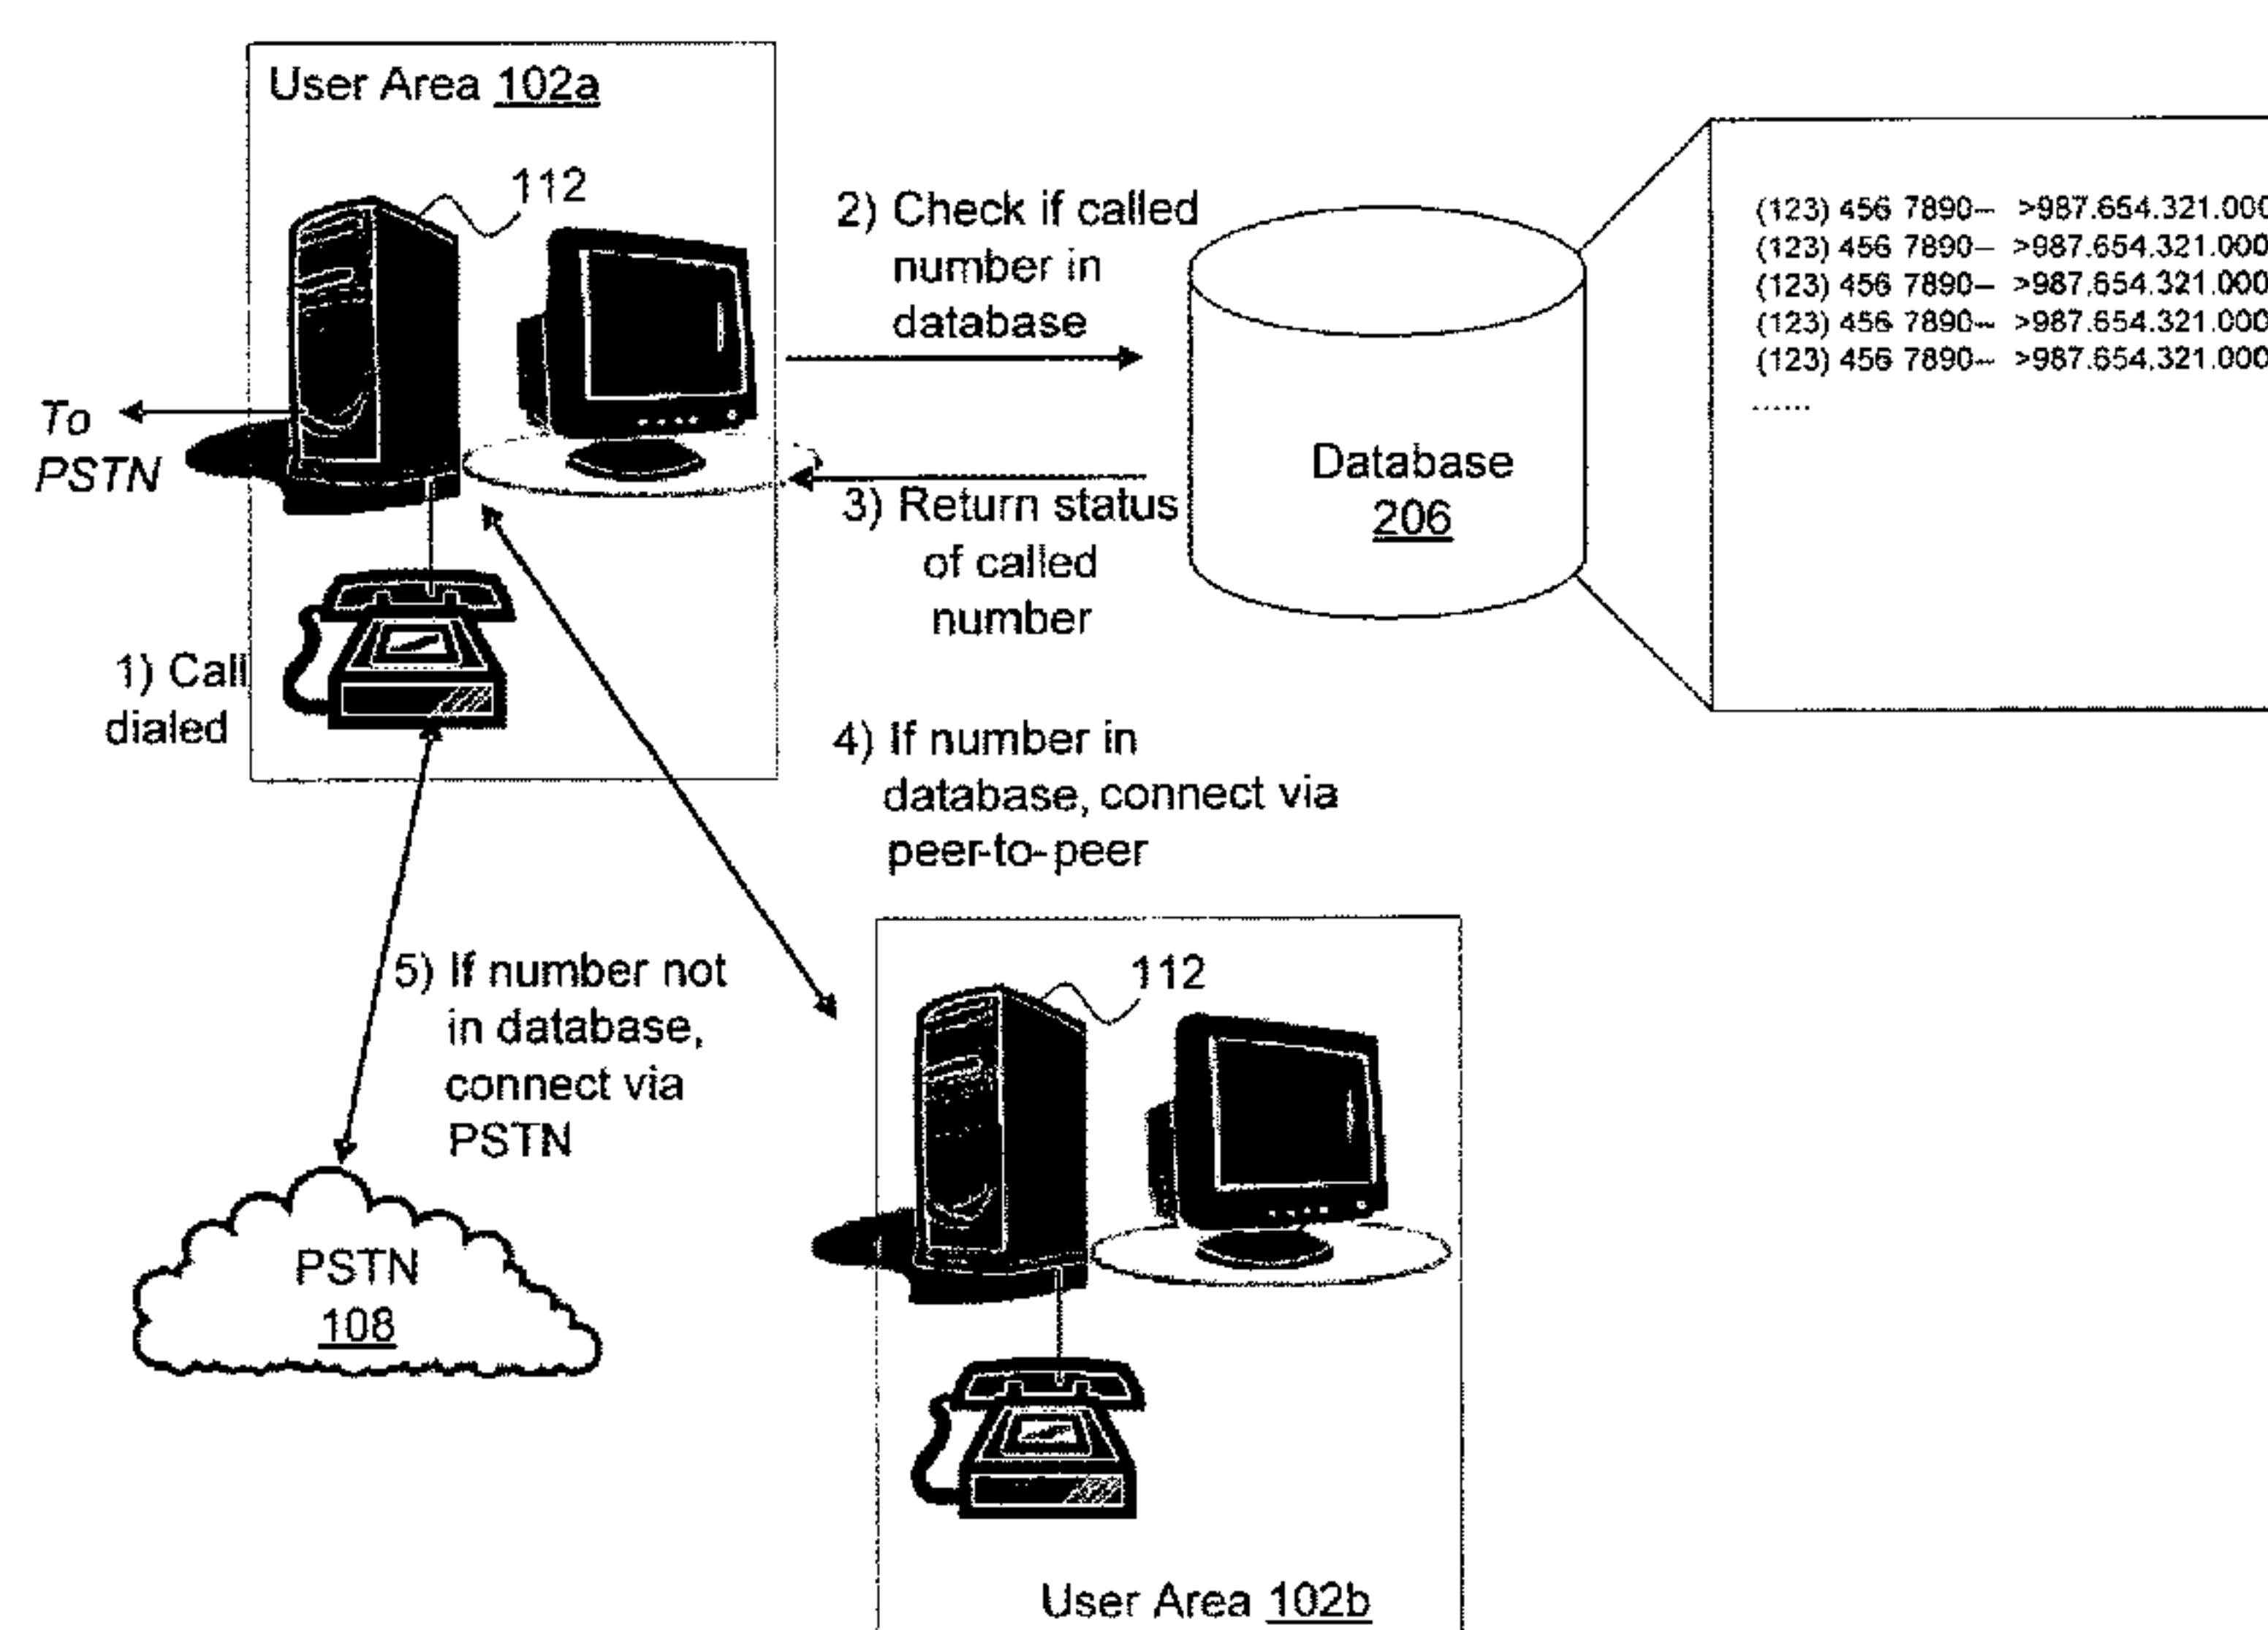 User Area 102a
112
2) Check if called
number in
database
(123) 456 7890-- >987.654.321.000
(123) 456 7890-- >987.654.321.000
(123) 456 7890-- >987.654.321.000
(123) 456 7890-- >987.654.321.000
(123) 456 7890-- >987.654.321.000
......
To
PSTN
Database
206
3) Return status
of called
number
1) Call
dialed
4) If number in
database, connect via
peer-to-peer
5) If number not
in database,
connect via
PSTN
112
PSTN
108
User Area 102b